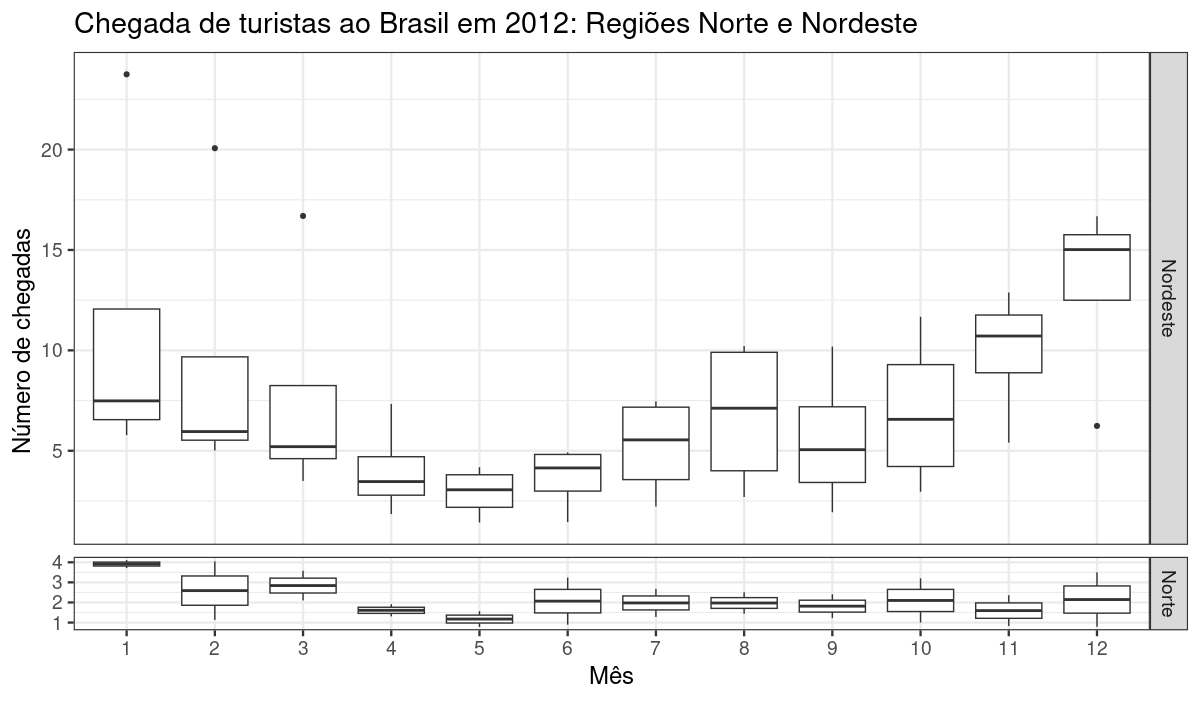 Chegada de turistas ao Brasil em 2012: Regiões Norte e Nordeste
Número de chegadas
20
15
10
5
Nordeste
4
3
2
1
Norte
1 2 3 4 5 6 7 8 9 10 11 12
Mês